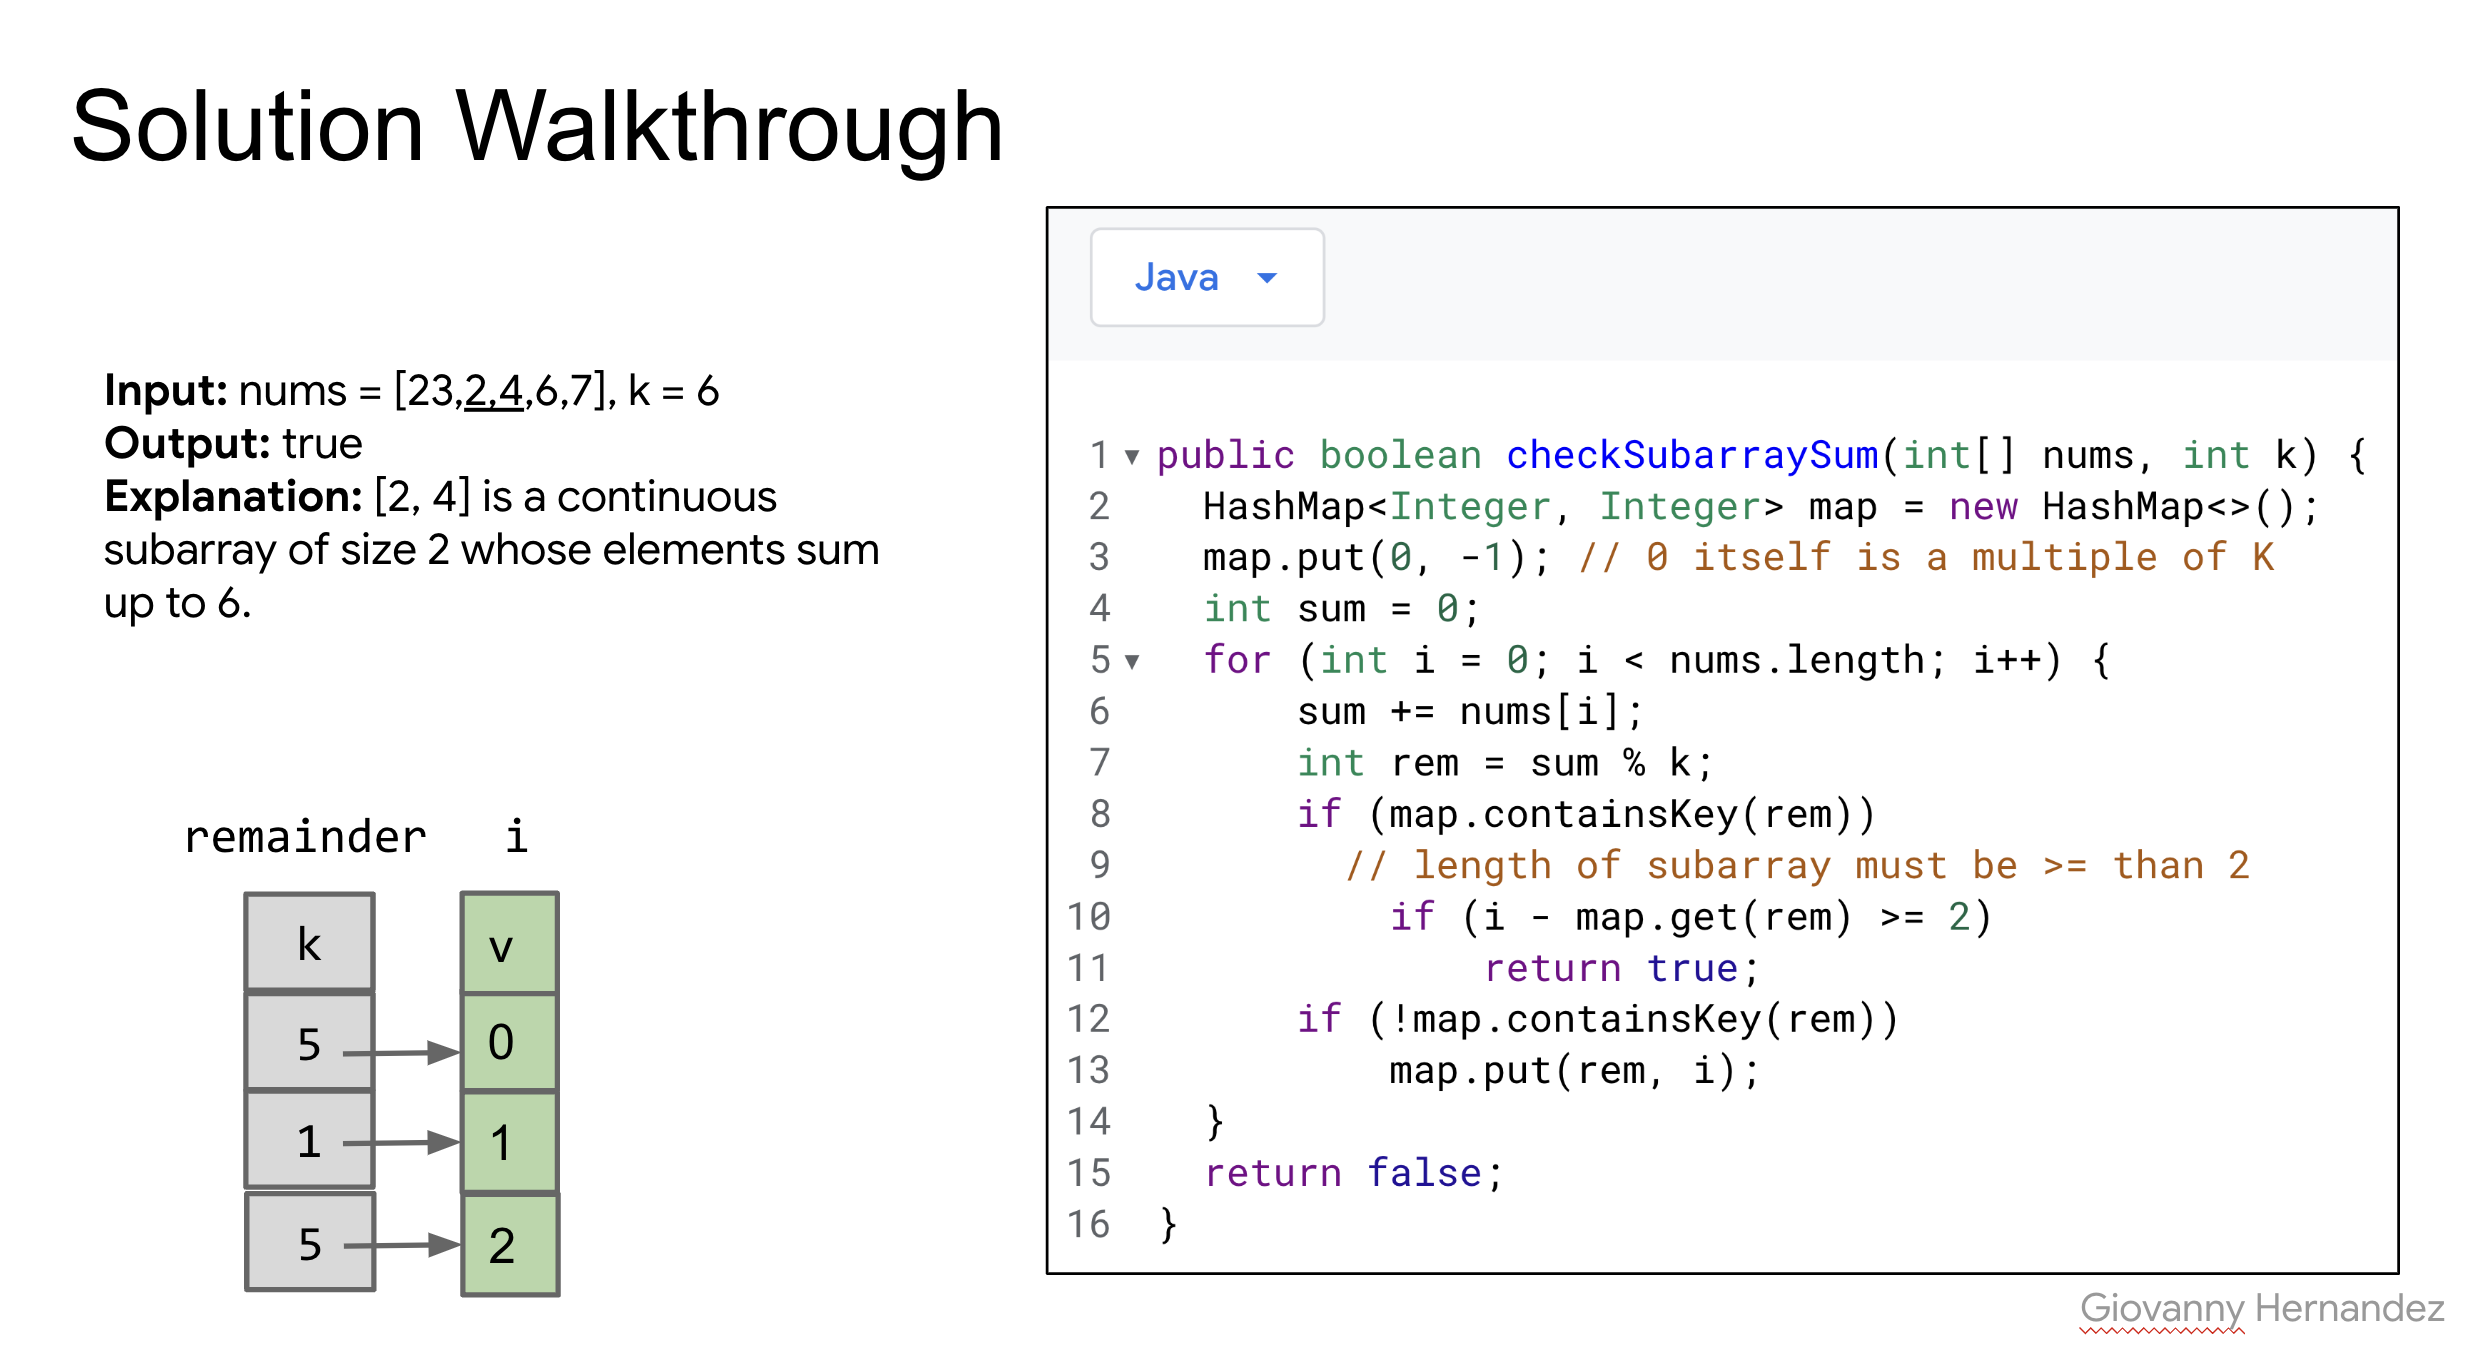 Solution Walkthrough
Input: nums = [23,2,4,6,7], k = 6
Output: true
Explanation: [2, 4] is a continuous
subarray of size 2 whose elements sum
up to 6.
remainder i
k v
5 0
1 1
5 2
Java
1 public boolean checkSubarraySum(int[] nums, int k) {
2 HashMap<Integer, Integer> map = new HashMap<>();
3 map.put(0, -1); // 0 itself is a multiple of K
4 int sum = 0;
5 for (int i = 0; i < nums.length; i++) {
6 sum += nums[i];
7 int rem = sum % k;
8 if (map.containsKey(rem))
9 // length of subarray must be >= than 2
10 if (i - map.get(rem) >= 2)
11 return true;
12 if (!map.containsKey(rem))
13 map.put(rem, i);
14 }
15 return false;
16 }
Giovanny Hernandez